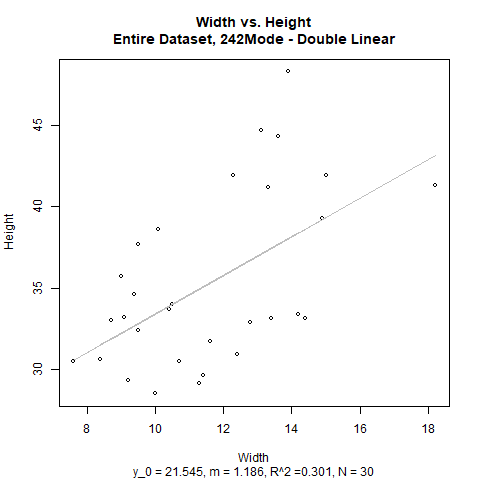 Width vs. Height
Entire Dataset, 242Mode - Double Linear
Height
45
40
35
30
8 10 12 14 16 18
Width
y_0 = 21.545, m = 1.186, R^2 =0.301, N = 30